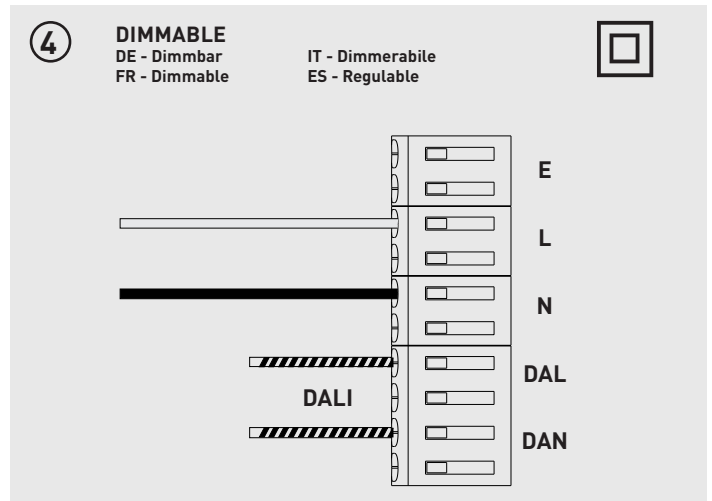 4
DIMMABLE
DE - Dimmbar
IT - Dimmerabile
FR - Dimmable
ES - Regulable
E
L
N
DAL
DALI
DAN